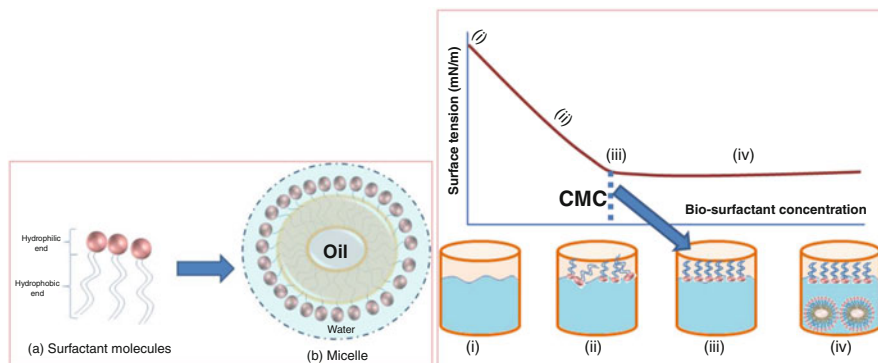 Hydrophilic
end
Hydrophobic
end
(a) Surfactant molecules
Oil
Water
(b) Micelle
Surface tension (mN/m)
(i)
(ii)
(iii)
(iv)
CMC
Bio-surfactant concentration
(i)
(ii)
(iii)
(iv)